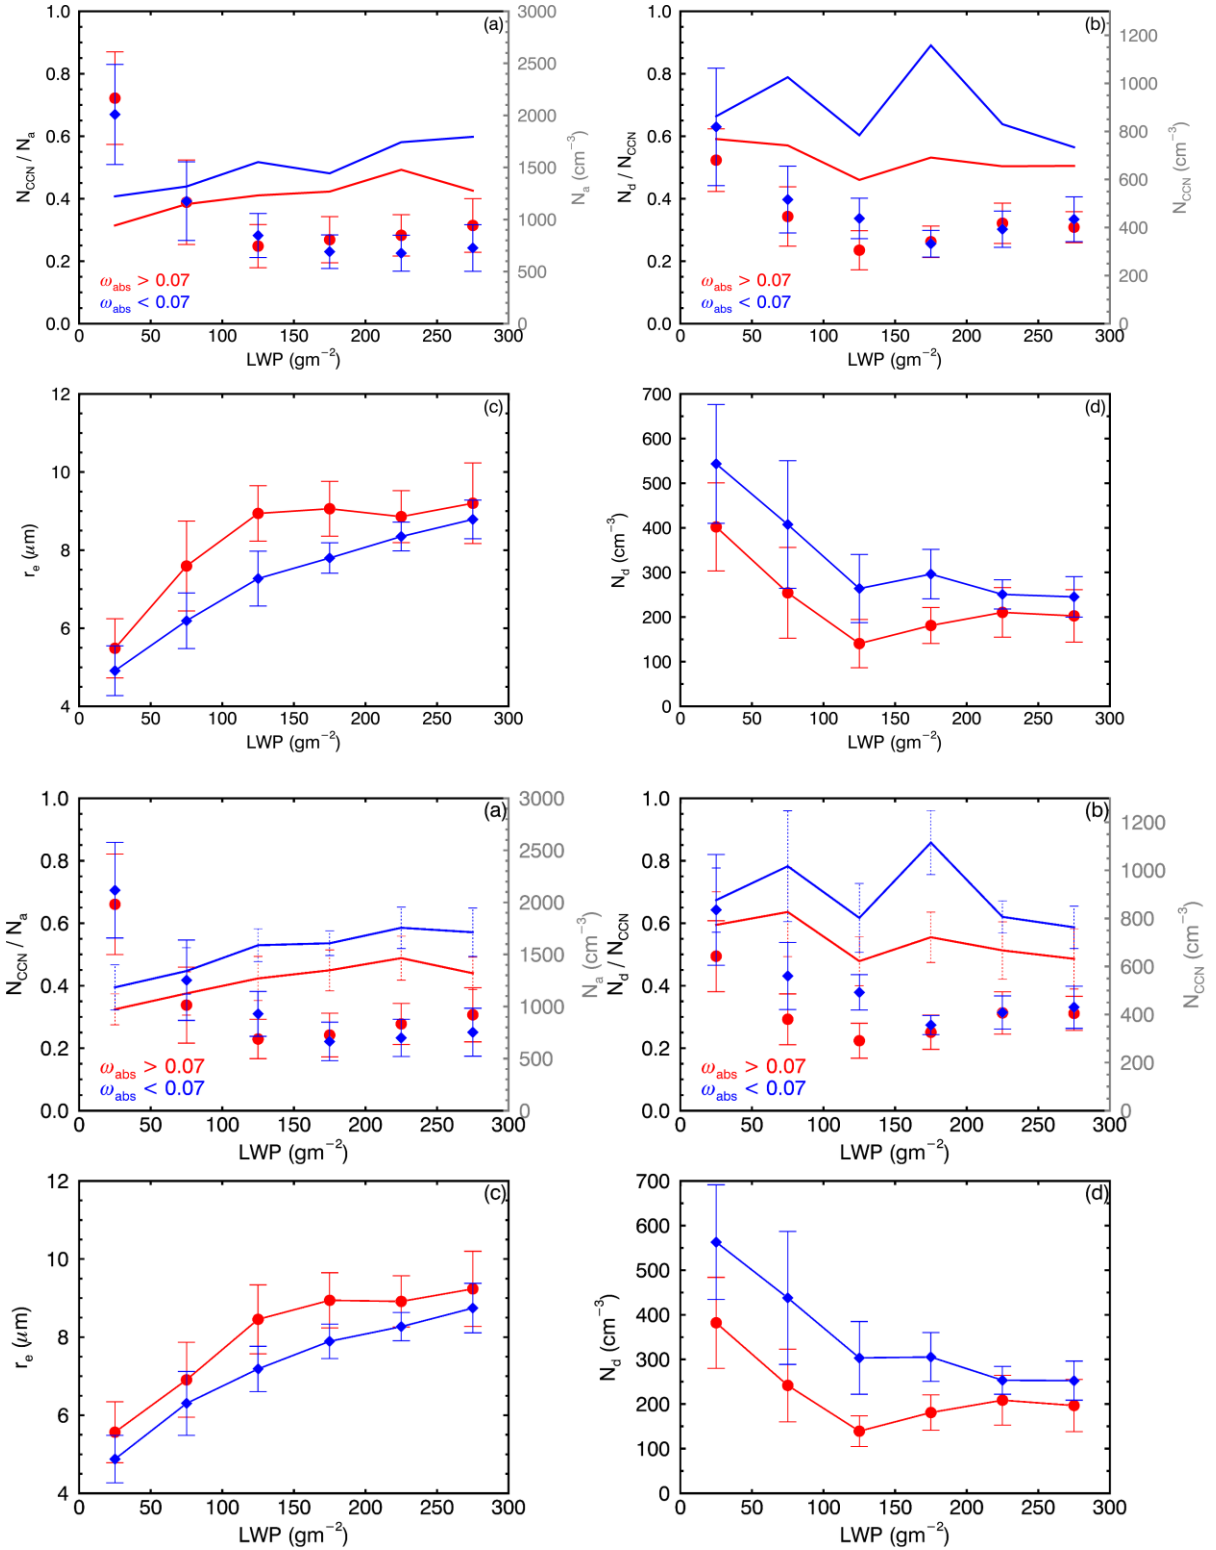 (a)
1.0
0.8
0.6
0.4
0.2
0.0
N_CCN / N_a
3000
2500
2000
1500
1000
500
0
N_a (cm⁻³)
ω_abs > 0.07
ω_abs < 0.07
0 50 100 150 200 250 300
LWP (gm⁻²)
(b)
1.0
0.8
0.6
0.4
0.2
0.0
N_d / N_CCN
1200
1000
800
600
400
200
0
N_CCN (cm⁻³)
ω_abs > 0.07
ω_abs < 0.07
0 50 100 150 200 250 300
LWP (gm⁻²)
(c)
12
10
8
6
4
r_e (μm)
0 50 100 150 200 250 300
LWP (gm⁻²)
(d)
700
600
500
400
300
200
100
0
N_d (cm⁻³)
0 50 100 150 200 250 300
LWP (gm⁻²)
(a)
1.0
0.8
0.6
0.4
0.2
0.0
N_CCN / N_a
3000
2500
2000
1500
1000
500
0
N_a (cm⁻³)
ω_abs > 0.07
ω_abs < 0.07
0 50 100 150 200 250 300
LWP (gm⁻²)
(b)
1.0
0.8
0.6
0.4
0.2
0.0
N_d / N_CCN
1200
1000
800
600
400
200
0
N_CCN (cm⁻³)
ω_abs > 0.07
ω_abs < 0.07
0 50 100 150 200 250 300
LWP (gm⁻²)
(c)
12
10
8
6
4
r_e (μm)
0 50 100 150 200 250 300
LWP (gm⁻²)
(d)
700
600
500
400
300
200
100
0
N_d (cm⁻³)
0 50 100 150 200 250 300
LWP (gm⁻²)